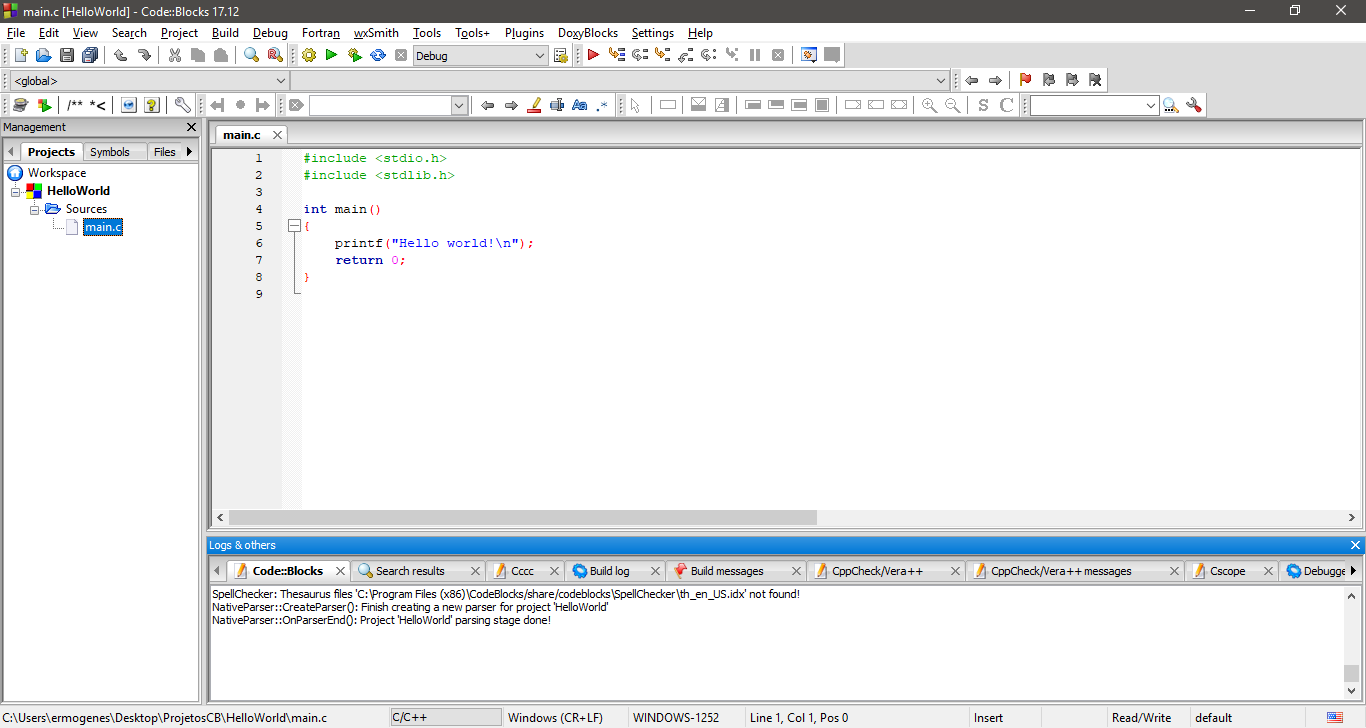 main.c [HelloWorld] - Code::Blocks 17.12
File Edit View Search Project Build Debug Fortran wxSmith Tools Tools+ Plugins DoxyBlocks Settings Help
Debug
<global>
/** *<
Aa .*
S C
Management
Projects Symbols Files
Workspace
HelloWorld
Sources
main.c
main.c
1 #include <stdio.h>
2 #include <stdlib.h>
3
4 int main()
5 {
6 printf("Hello world!\n");
7 return 0;
8 }
9
Logs & others
Code::Blocks Search results Cccc Build log Build messages CppCheck/Vera++ CppCheck/Vera++ messages Cscope Debugge
SpellChecker: Thesaurus files 'C:\Program Files (x86)\CodeBlocks/share/codeblocks\SpellChecker\th_en_US.idx' not found!
NativeParser::CreateParser(): Finish creating a new parser for project 'HelloWorld'
NativeParser::OnParserEnd(): Project 'HelloWorld' parsing stage done!
C:\Users\ermogenes\Desktop\ProjetosCB\HelloWorld\main.c C/C++ Windows (CR+LF) WINDOWS-1252 Line 1, Col 1, Pos 0 Insert Read/Write default